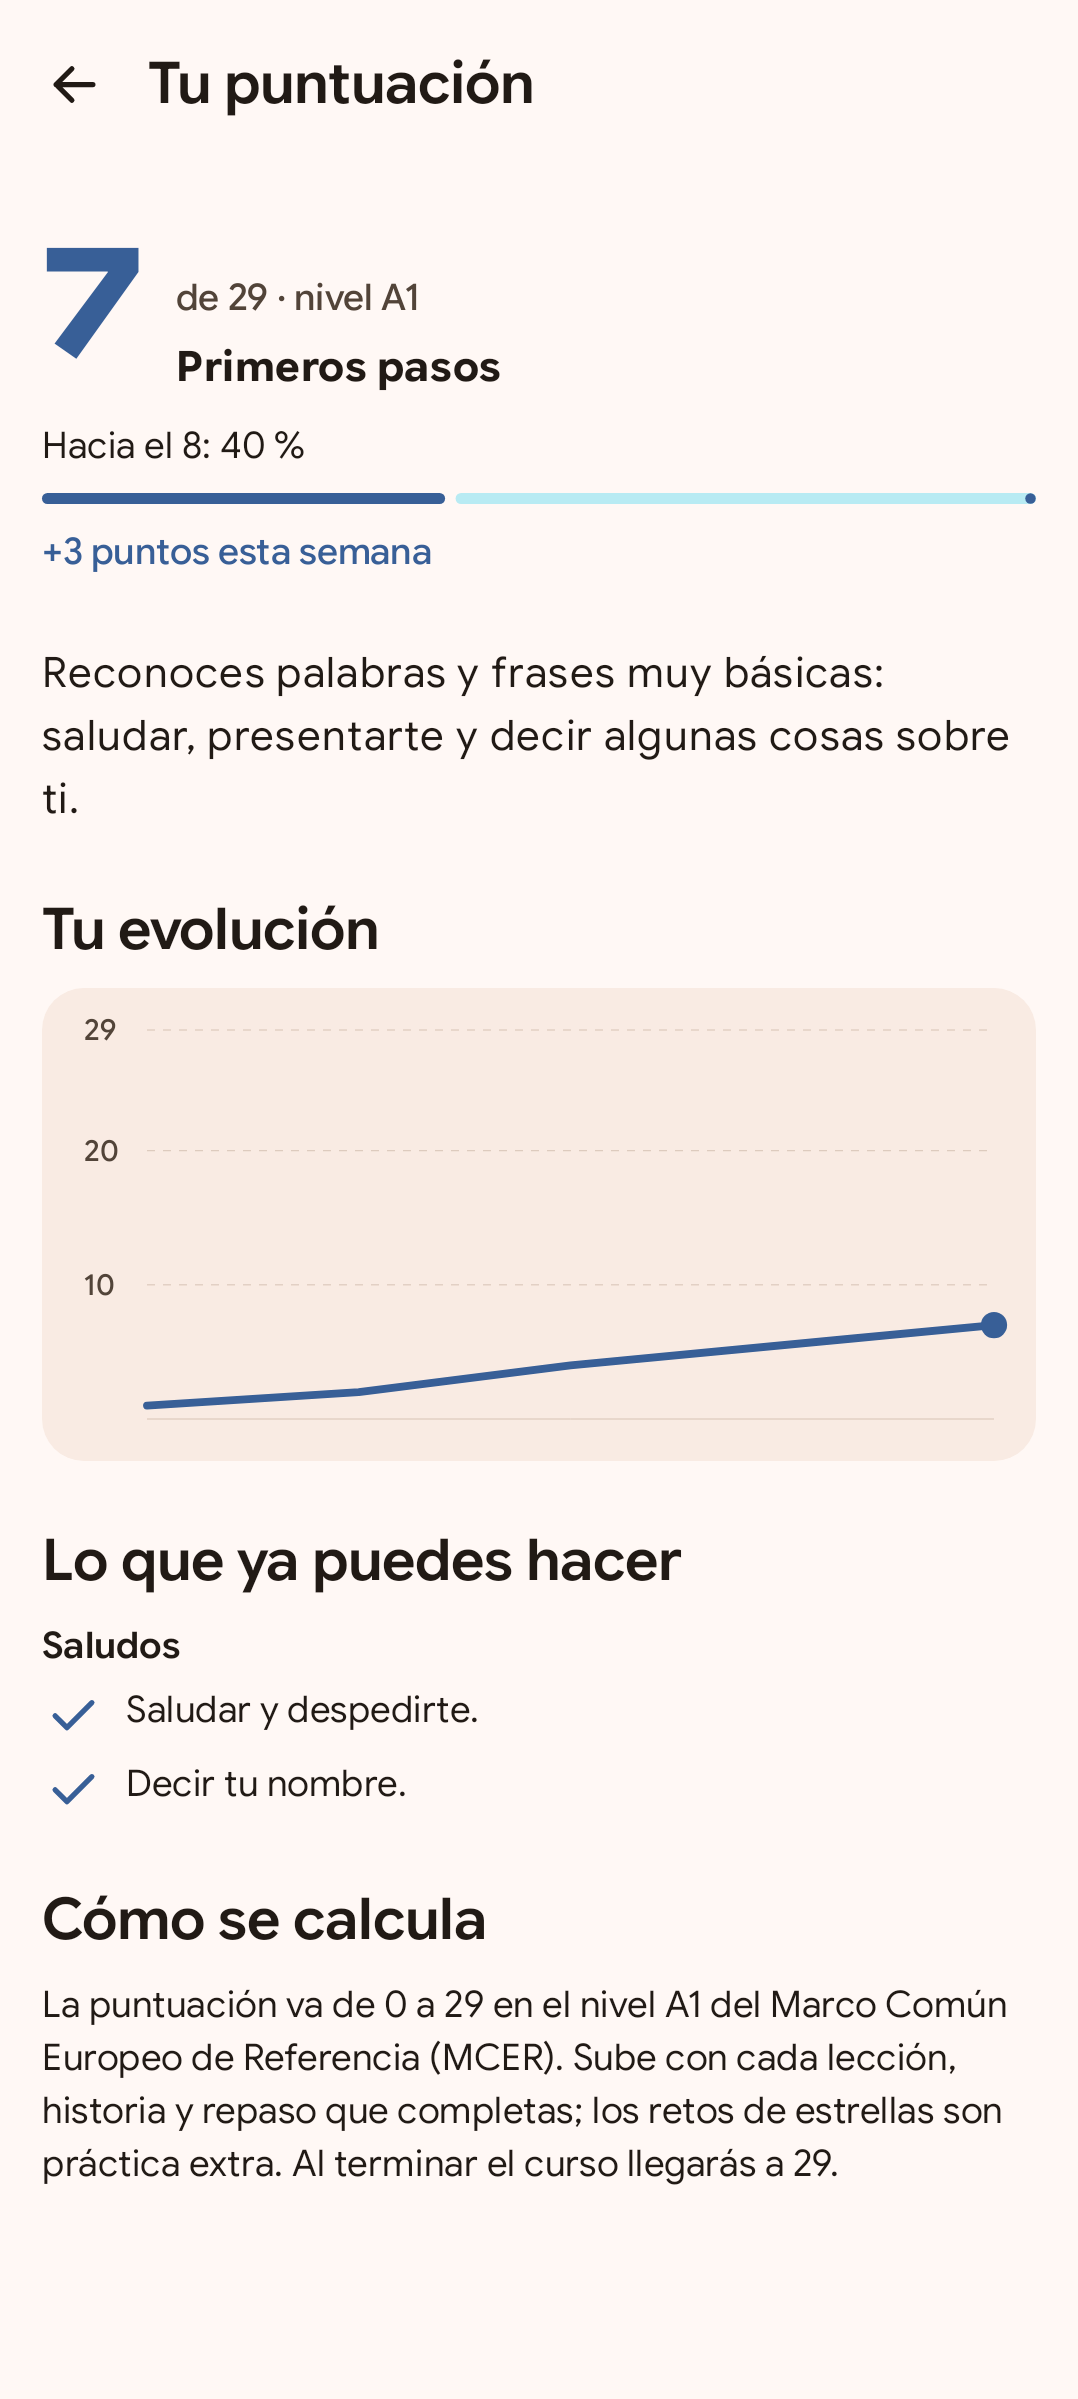 Tu puntuación
7
de 29 · nivel A1
Primeros pasos
Hacia el 8: 40 %
+3 puntos esta semana
Reconoces palabras y frases muy básicas:
saludar, presentarte y decir algunas cosas sobre
ti.
Tu evolución
29
20
10
Lo que ya puedes hacer
Saludos
Saludar y despedirte.
Decir tu nombre.
Cómo se calcula
La puntuación va de 0 a 29 en el nivel A1 del Marco Común
Europeo de Referencia (MCER). Sube con cada lección,
historia y repaso que completas; los retos de estrellas son
práctica extra. Al terminar el curso llegarás a 29.